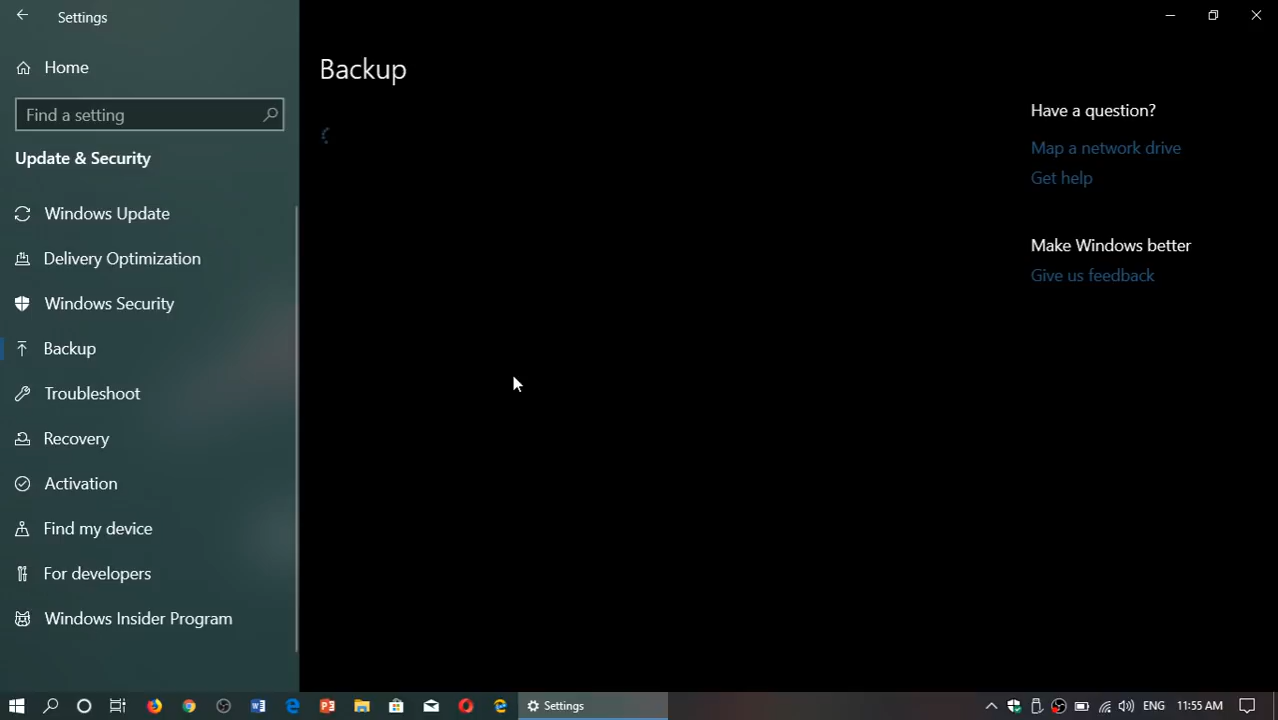 Settings
Home
Find a setting
Update & Security
Windows Update
Delivery Optimization
Windows Security
Backup
Troubleshoot
Recovery
Activation
Find my device
For developers
Windows Insider Program
Backup
Have a question?
Map a network drive
Get help
Make Windows better
Give us feedback
Settings
ENG
11:55 AM